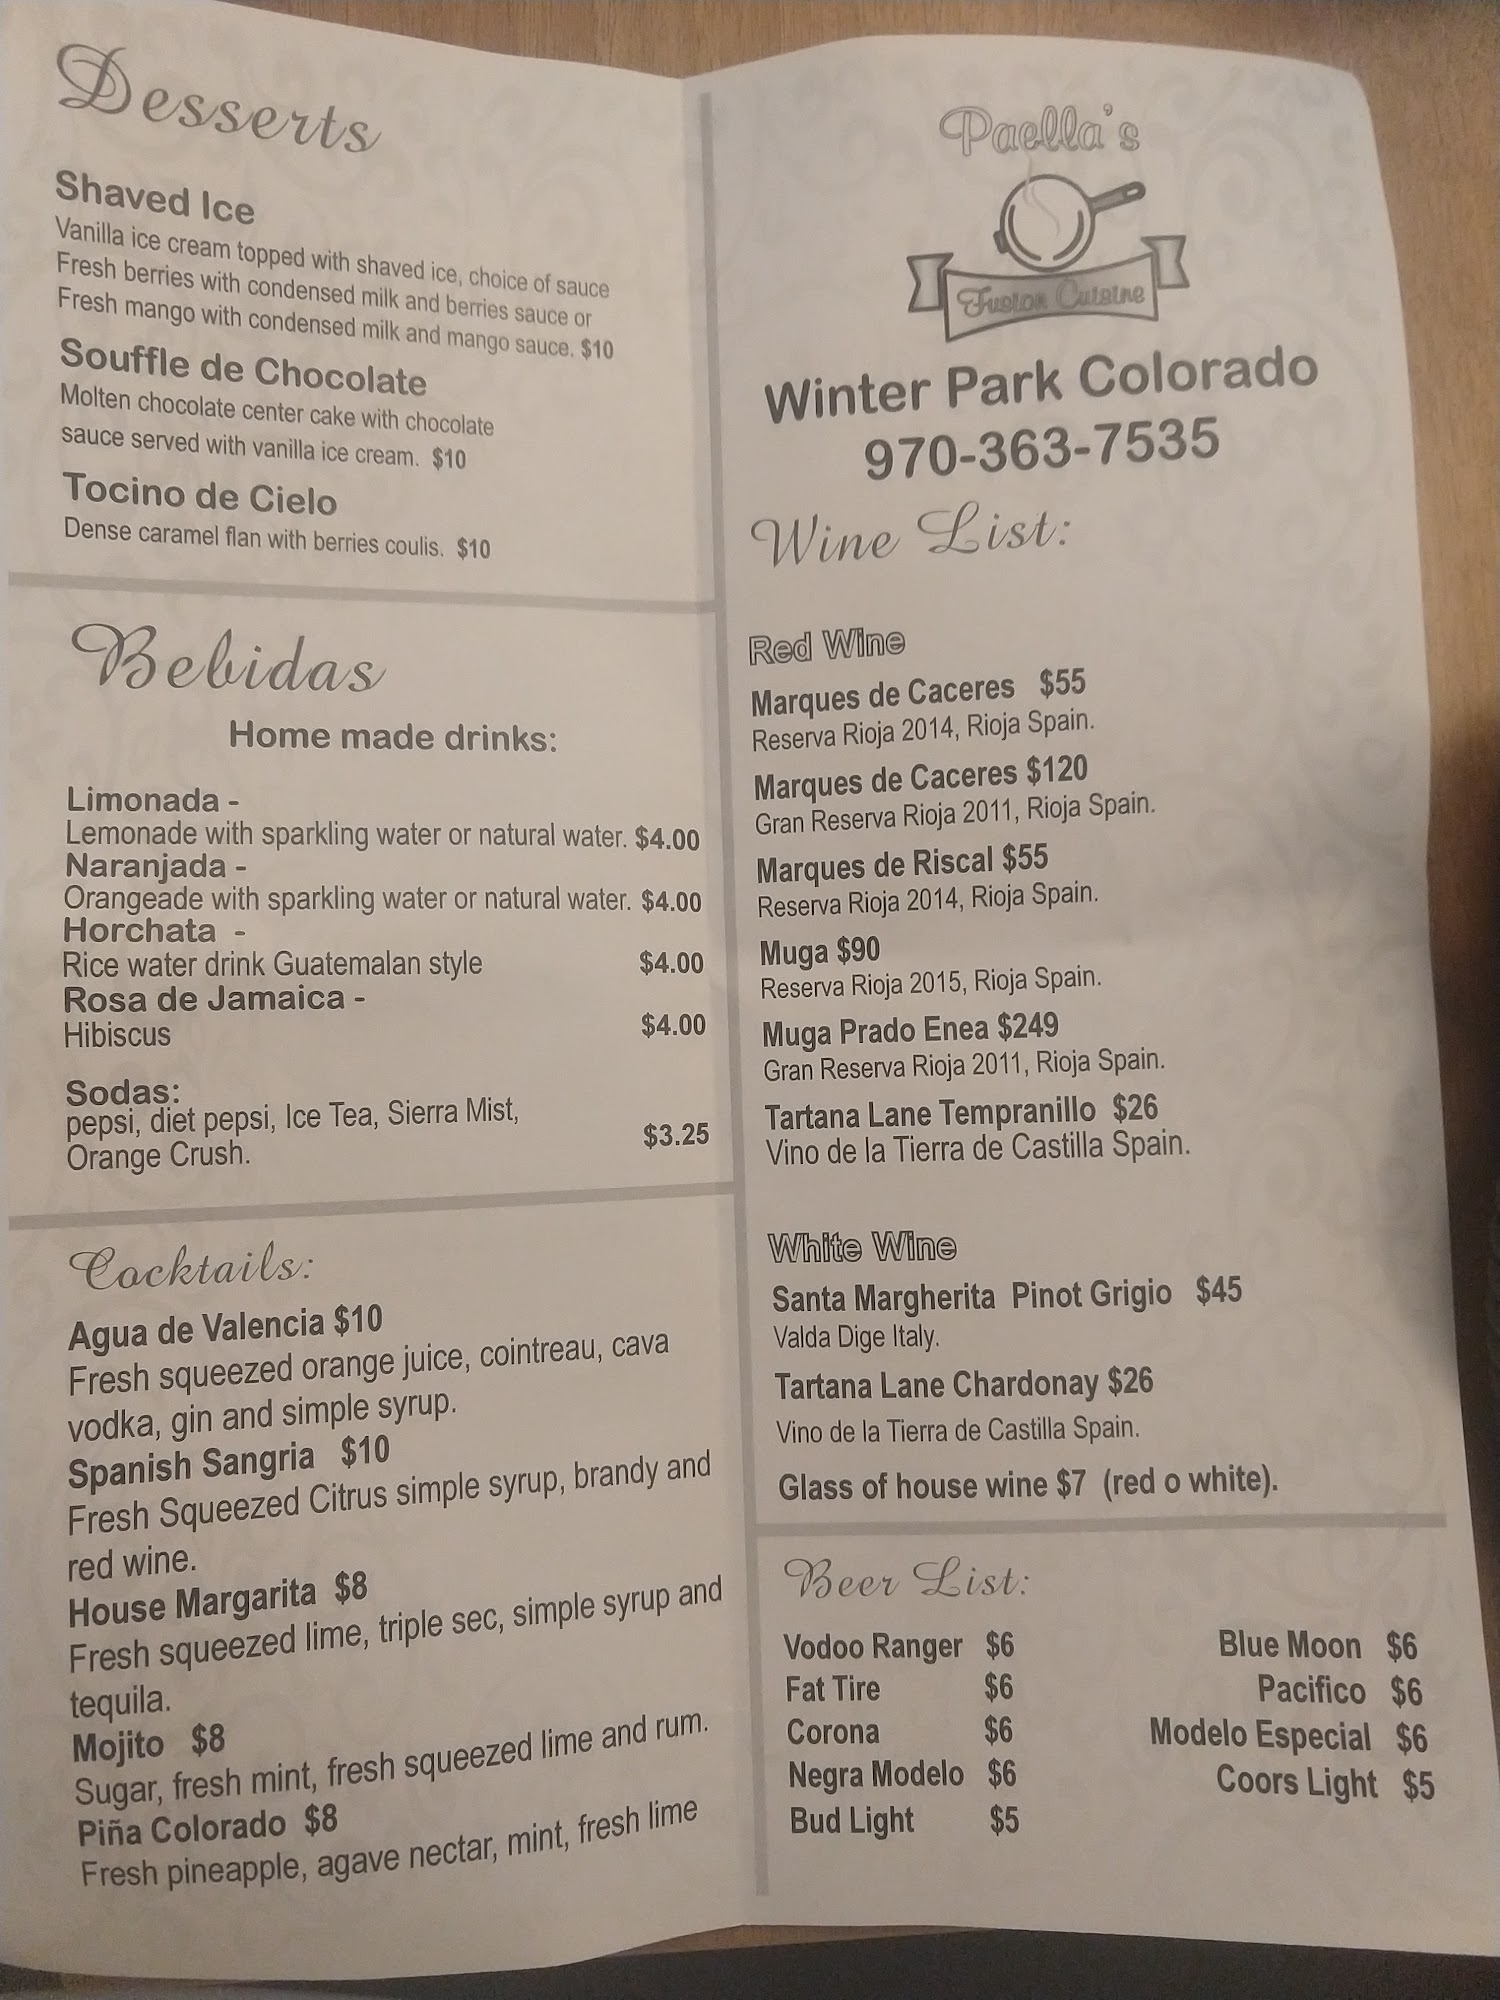 Desserts
Shaved Ice
Vanilla ice cream topped with shaved ice, choice of sauce
Fresh berries with condensed milk and berries sauce or
Fresh mango with condensed milk and mango sauce. $10
Souffle de Chocolate
Molten chocolate center cake with chocolate
sauce served with vanilla ice cream. $10
Tocino de Cielo
Dense caramel flan with berries coulis. $10
Bebidas
Home made drinks:
Limonada -
Lemonade with sparkling water or natural water. $4.00
Naranjada -
Orangeade with sparkling water or natural water. $4.00
Horchata -
Rice water drink Guatemalan style $4.00
Rosa de Jamaica -
Hibiscus $4.00
Sodas:
pepsi, diet pepsi, Ice Tea, Sierra Mist,
Orange Crush. $3.25
Cocktails:
Agua de Valencia $10
Fresh squeezed orange juice, cointreau, cava
vodka, gin and simple syrup.
Spanish Sangria $10
Fresh Squeezed Citrus simple syrup, brandy and
red wine.
House Margarita $8
Fresh squeezed lime, triple sec, simple syrup and
tequila.
Mojito $8
Sugar, fresh mint, fresh squeezed lime and rum.
Piña Colorado $8
Fresh pineapple, agave nectar, mint, fresh lime
Paella's
Fusion Cuisine
Winter Park Colorado
970-363-7535
Wine List:
Red Wine
Marques de Caceres $55
Reserva Rioja 2014, Rioja Spain.
Marques de Caceres $120
Gran Reserva Rioja 2011, Rioja Spain.
Marques de Riscal $55
Reserva Rioja 2014, Rioja Spain.
Muga $90
Reserva Rioja 2015, Rioja Spain.
Muga Prado Enea $249
Gran Reserva Rioja 2011, Rioja Spain.
Tartana Lane Tempranillo $26
Vino de la Tierra de Castilla Spain.
White Wine
Santa Margherita Pinot Grigio $45
Valda Dige Italy.
Tartana Lane Chardonay $26
Vino de la Tierra de Castilla Spain.
Glass of house wine $7 (red o white).
Beer List:
Vodoo Ranger $6 Blue Moon $6
Fat Tire $6 Pacifico $6
Corona $6 Modelo Especial $6
Negra Modelo $6 Coors Light $5
Bud Light $5